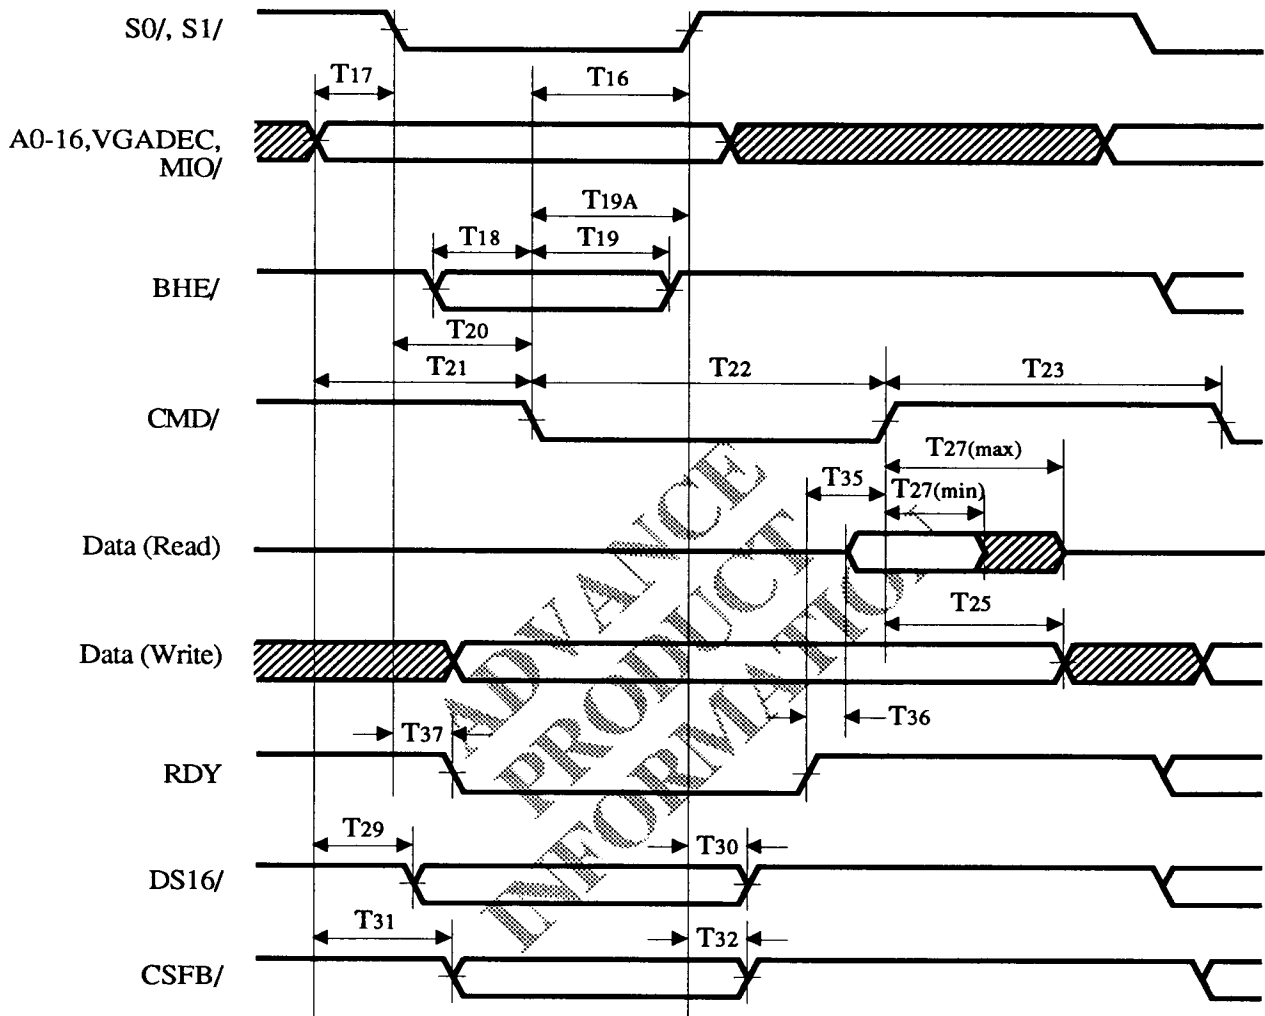 S0/, S1/
T17
T16
A0-16,VGADEC,
MIO/
T19A
T18
T19
BHE/
T20
T21
T22
T23
CMD/
T27(max)
T35
T27(min)
Data (Read)
T25
Data (Write)
T36
T37
RDY
T29
T30
DS16/
T31
T32
CSFB/
ADVANCE
PRODUCT
INFORMATION